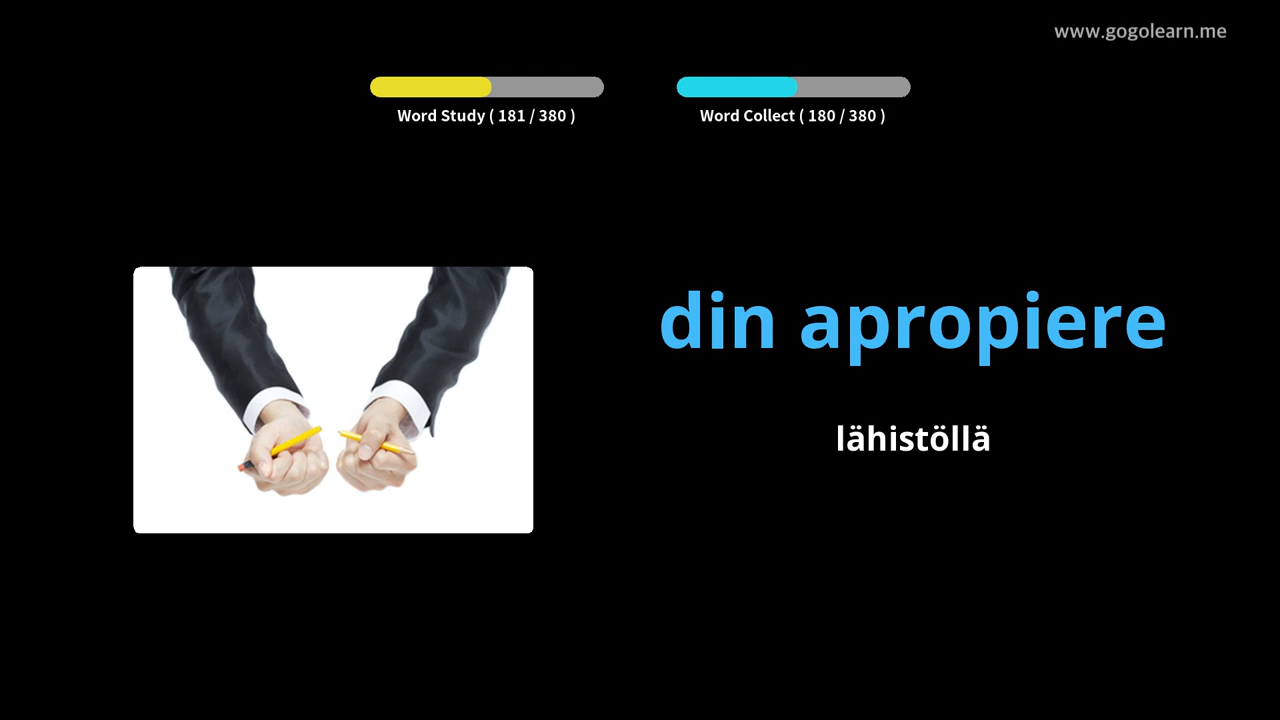 www.gogolearn.me
Word Study ( 181 / 380 )
Word Collect ( 180 / 380 )
din apropiere
lähistöllä